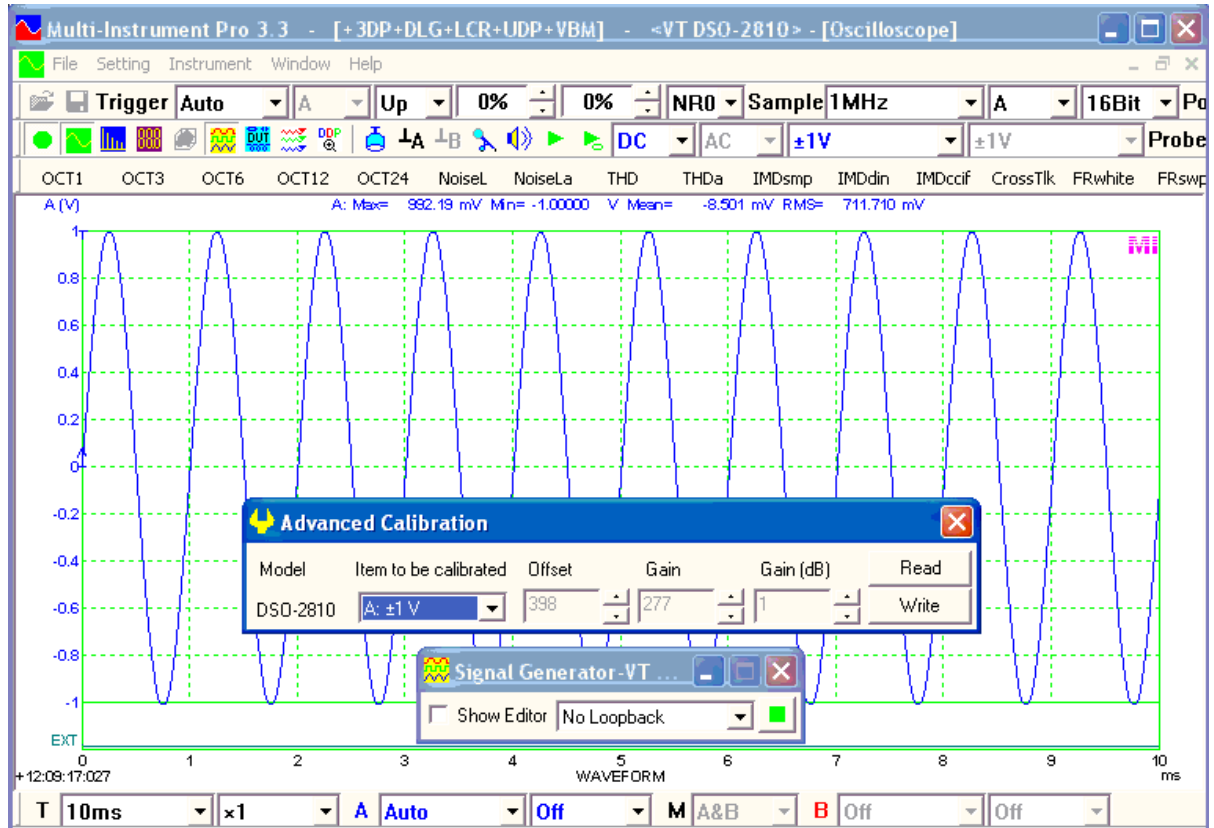 Multi-Instrument Pro 3.3 - [+3DP+DLG+LCR+UDP+VBM] - <VT DSO-2810> - [Oscilloscope]
File Setting Instrument Window Help
Trigger Auto A Up 0% 0% NR0 Sample 1MHz A 16Bit Po
DUT DDP A B DC AC ±1V ±1V Probe
OCT1 OCT3 OCT6 OCT12 OCT24 NoiseL NoiseLa THD THDa IMDsmp IMDdin IMDccif CrossTlk FRwhite FRswp
A (V) A: Max= 992.19 mV Min= -1.00000 V Mean= -8.501 mV RMS= 711.710 mV
1
MI
0.8
0.6
0.4
0.2
0
-0.2
Advanced Calibration
-0.4
Model Item to be calibrated Offset Gain Gain (dB) Read
-0.6
DSO-2810 A: ±1 V 398 277 1 Write
-0.8
Signal Generator-VT ...
-1
Show Editor No Loopback
EXT
0 1 2 3 4 5 6 7 8 9 10
+12:09:17:027 WAVEFORM ms
T 10ms ×1 A Auto Off M A&B B Off Off